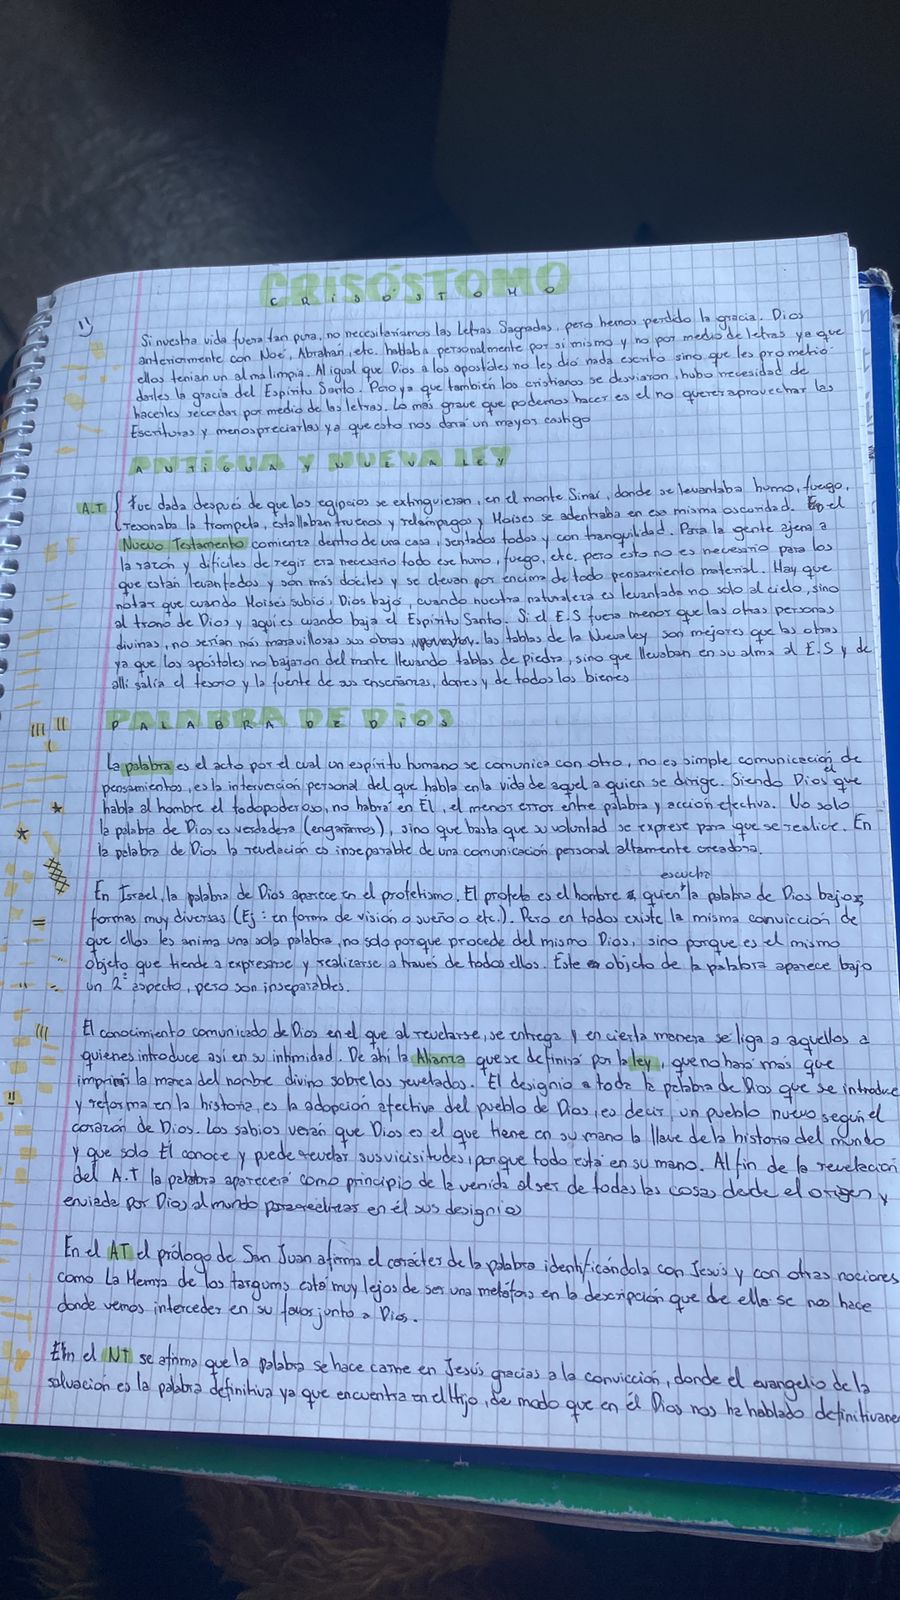 CRISÓSTOMO
Si nuestra vida fuera tan pura, no necesitaríamos las Letras Sagradas, pero hemos perdido la gracia. Dios
anteriormente con Noé, Abrahán, etc. hablaba personalmente por si mismo y no por medio de letras ya que
ellos tenian un alma limpia. Al igual que Dios a los apostoles no les dió nada escrito sino que les prometió
darles la gracia del Espiritu Santo. Pero ya que también los cristianos se desviaron, hubo necesidad de
hacerles recordar por medio de las letras. Lo más grave que podemos hacer es el no querer aprovechar las
Escrituras y menospreciarlas ya que esto nos dará un mayor castigo
ANTIGUA Y NUEVA LEY
A.T { Fue dada después de que los egipcios se extinguieran, en el monte Sinaí, donde se levantaba humo, fuego,
resonaba la trompeta, estallaban truenos y relámpagos y Moises se adentraba en esa misma oscuridad. En el
Nuevo Testamento comienza dentro de una casa, sentados todos y con tranquilidad. Para la gente ajena a
la razón y dificiles de regir era necesario todo ese humo, fuego, etc, pero esto no es necesario para los
que estan levantados y son más dociles y se elevan por encima de todo pensamiento material. Hay que
notar que cuando Moisés subió, Dios bajó, cuando nuestra naturaleza es levantada no solo al cielo, sino
al trono de Dios y aqui es cuando baja el Espiritu Santo. Si el E.S fuera menor que las otras personas
divinas, no serían más maravillosas sus obras las tablas de la Nueva ley son mejores que las otras
ya que los apóstoles no bajaron del monte llevando tablas de piedra, sino que llevaban en su alma al E.S y de
alli salía el tesoro y la fuente de sus enseñanzas, dones y de todos los bienes
PALABRA DE DIOS
La palabra es el acto por el cual un espiritu humano se comunica con otro, no es simple comunicación de
pensamientos, es la intervención personal del que habla en la vida de aquel a quien se dirige. Siendo Dios el que
habla al hombre el todopoderoso, no habrá en Él, el menor error entre palabra y acción efectiva. No solo
la palabra de Dios es verdadera (engañarnos), sino que basta que su voluntad se exprese para que se realice. En
la palabra de Dios la revelación es inseparable de una comunicación personal altamente creadora.
En Israel, la palabra de Dios aparece en el profetismo. El profeta es el hombre a quien escucha la palabra de Dios bajos
formas muy diversas (Ej: en forma de visión o sueño o etc.). Pero en todos existe la misma convicción de
que ellos les anima una sola palabra, no solo porque procede del mismo Dios, sino porque es el mismo
objeto que tiende a expresarse y realizarse a través de todos ellos. Este objeto de la palabra aparece bajo
un 2º aspecto, pero son inseparables.
El conocimiento comunicado de Dios en el que al revelarse, se entrega y en cierta manera se liga a aquellos a
quienes introduce asi en su intimidad. De ahí la Alianza que se definirá por la ley, que no hará más que
imprimir la marca del nombre divino sobre los revelados. El designio a toda la palabra de Dios que se introduce
y reforma en la historia, es la adopción efectiva del pueblo de Dios, es decir, un pueblo nuevo según el
corazón de Dios. Los sabios verán que Dios es el que tiene en su mano la llave de la historia del mundo
y que solo Él conoce y puede revelar sus vicisitudes, porque todo está en su mano. Al fin de la revelación
del A.T la palabra aparecerá como principio de la venida al ser de todas las cosas desde el origen y
enviada por Dios al mundo para realizar en él sus designios
En el AT el prólogo de San Juan afirma el carácter de la palabra identificandola con Jesús y con otras nociones
como La Memra de los targums está muy lejos de ser una metáfora en la descripción que de ella se nos hace
donde vemos interceder en su favor junto a Dios.
En el NT se afirma que la palabra se hace carne en Jesús gracias a la convicción, donde el evangelio de la
salvación es la palabra definitiva ya que encuentra en el Hijo, de modo que en él Dios nos ha hablado definitivame